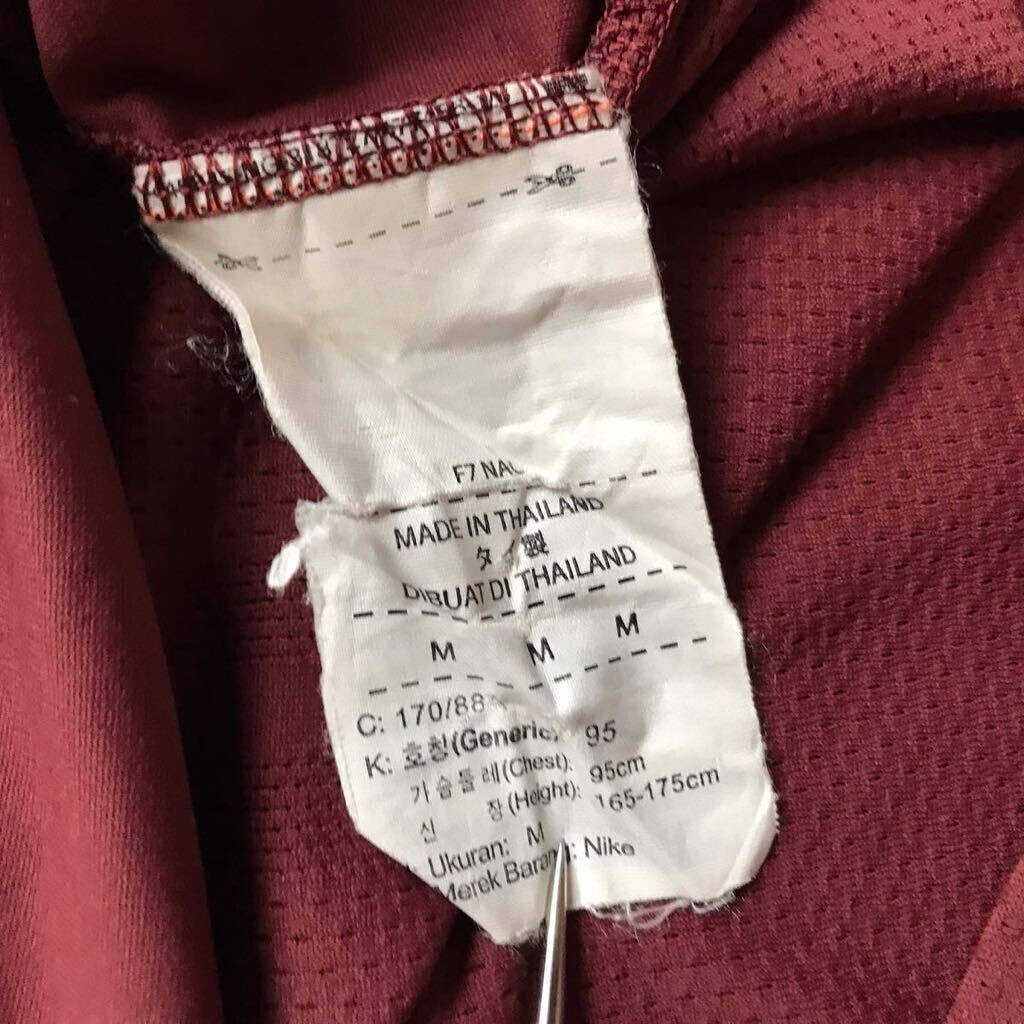 F7
MADE IN THAILAND
タイ製
DIBUAT DI THAILAND
M M M
C: 170/88
K: 호칭(Generic) 95
가슴둘레(Chest): 95cm
신 장(Height): 165-175cm
Ukuran: M
Merek Barang: Nike